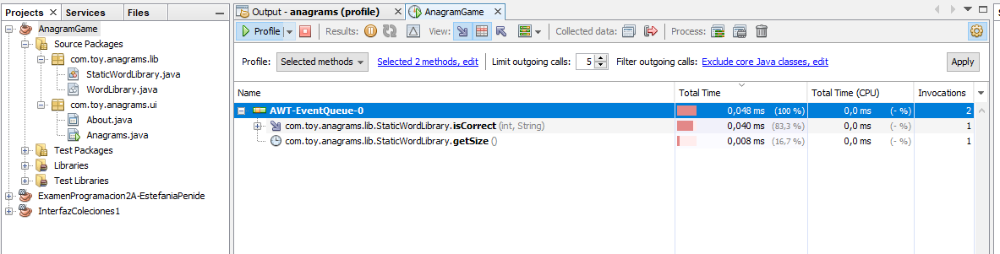 Projects Services Files
AnagramGame
Source Packages
com.toy.anagrams.lib
StaticWordLibrary.java
WordLibrary.java
com.toy.anagrams.ui
About.java
Anagrams.java
Test Packages
Libraries
Test Libraries
ExamenProgramacion2A-EstefaniaPenide
InterfazColeciones1
Output - anagrams (profile) AnagramGame
Profile Results: View: Collected data: Process:
Profile: Selected methods Selected 2 methods, edit Limit outgoing calls: 5 Filter outgoing calls: Exclude core Java classes, edit Apply
Name Total Time Total Time (CPU) Invocations
AWT-EventQueue-0 0,048 ms (100 %) 0,0 ms (- %) 2
com.toy.anagrams.lib.StaticWordLibrary.isCorrect (int, String) 0,040 ms (83,3 %) 0,0 ms (- %) 1
com.toy.anagrams.lib.StaticWordLibrary.getSize () 0,008 ms (16,7 %) 0,0 ms (- %) 1